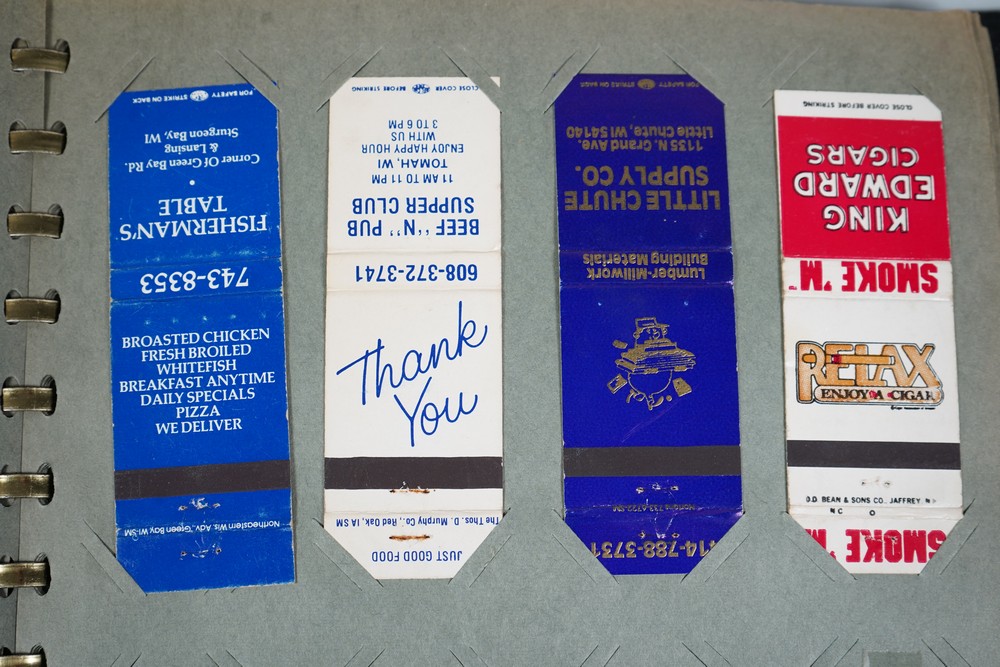 FOR SAFETY STRIKE ON BACK
Corner Of Green Bay Rd.
& Lansing
Sturgeon Bay, WI
•
FISHERMAN'S
TABLE
743-8353
BROASTED CHICKEN
FRESH BROILED
WHITEFISH
BREAKFAST ANYTIME
DAILY SPECIALS
PIZZA
WE DELIVER
Northeastern Wis. Adv., Green Bay WI-SM
CLOSE COVER BEFORE STRIKING
BEEF "N" PUB
SUPPER CLUB
11 AM TO 11 PM
TOMAH, WI
ENJOY HAPPY HOUR
WITH US
3 TO 6 PM
608-372-3741
Thank
You
The Thos. D. Murphy Co., Red Oak, IA SM
JUST GOOD FOOD
FOR SAFETY STRIKE ON BACK
LITTLE CHUTE
SUPPLY CO.
1135 N. Grand Ave.
Little Chute, WI 54140
Lumber-Millwork
Building Materials
14-788-3731
CLOSE COVER BEFORE STRIKING
KING
EDWARD
CIGARS
SMOKE 'M
RELAX
ENJOY A CIGAR
D.D. BEAN & SONS CO., JAFFREY N
N C O
SMOKE 'M